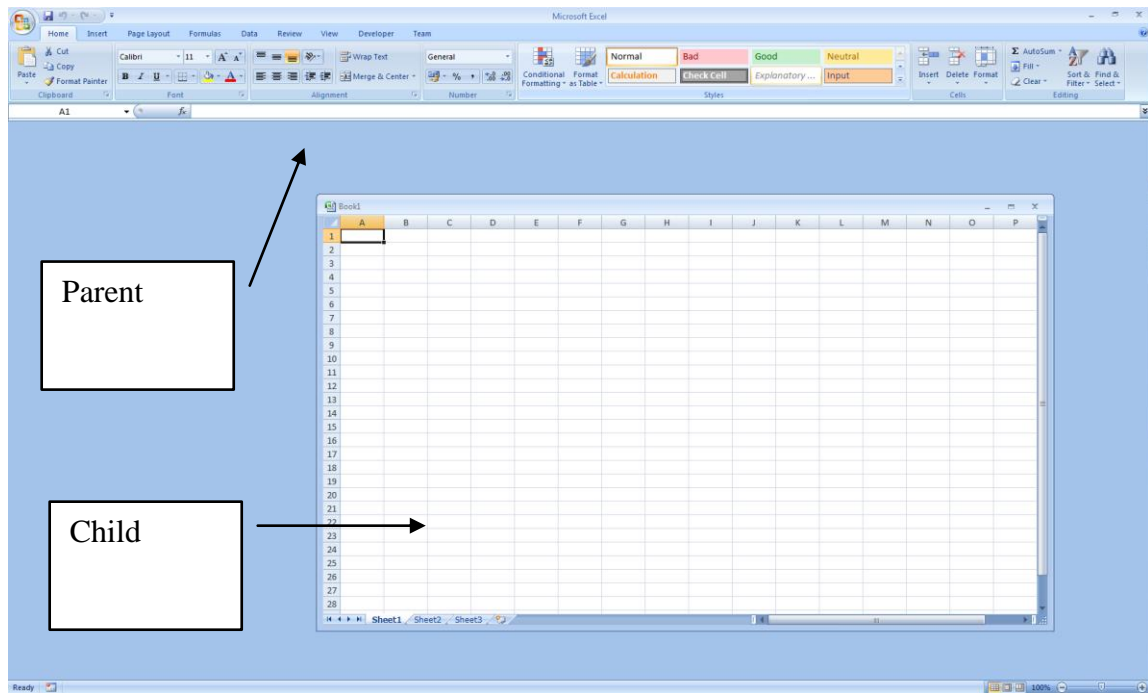 Microsoft Excel
Home Insert Page Layout Formulas Data Review View Developer Team
Cut
Copy
Paste
Format Painter
Calibri 11 A A
B I U A
Wrap Text
Merge & Center
General
$ % , .0 .00
Conditional Formatting
Format as Table
Normal Bad Good Neutral
Calculation Check Cell Explanatory ... Input
Insert Delete Format
Σ AutoSum
Fill
Clear
Sort & Filter
Find & Select
Clipboard Font Alignment Number Styles Cells Editing
A1 fx
Book1
A B C D E F G H I J K L M N O P
1
2
3
4
5
6
7
8
9
10
11
12
13
14
15
16
17
18
19
20
21
22
23
24
25
26
27
28
Parent
Child
Sheet1 Sheet2 Sheet3
Ready 100%